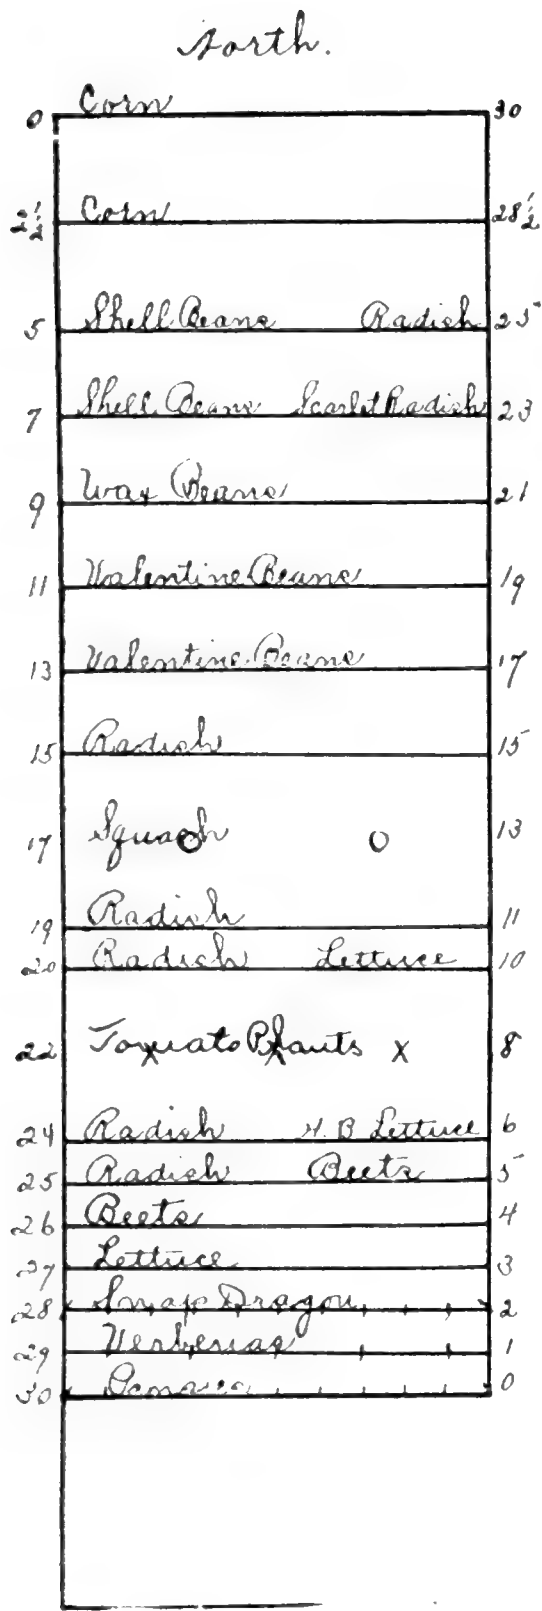 North.
0 Corn 30
2½ Corn 28½
5 Shell Beans Radish 25
7 Shell Beans Scarlet Radish 23
9 Wax Beans 21
11 Valentine Beans 19
13 Valentine Beans 17
15 Radish 15
17 Squash 13
19 Radish 11
20 Radish Lettuce 10
22 Tomato Plants x 8
24 Radish H. B Lettuce 6
25 Radish Beets 5
26 Beets 4
27 Lettuce 3
28 Snap Dragon 2
29 Verbenas 1
30 0